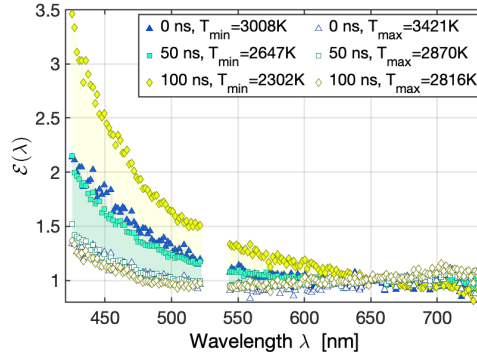 0 ns, T_min=3008K 0 ns, T_max=3421K
50 ns, T_min=2647K 50 ns, T_max=2870K
100 ns, T_min=2302K 100 ns, T_max=2816K
3.5
3
2.5
2
1.5
1
ℰ(λ)
450 500 550 600 650 700
Wavelength λ [nm]